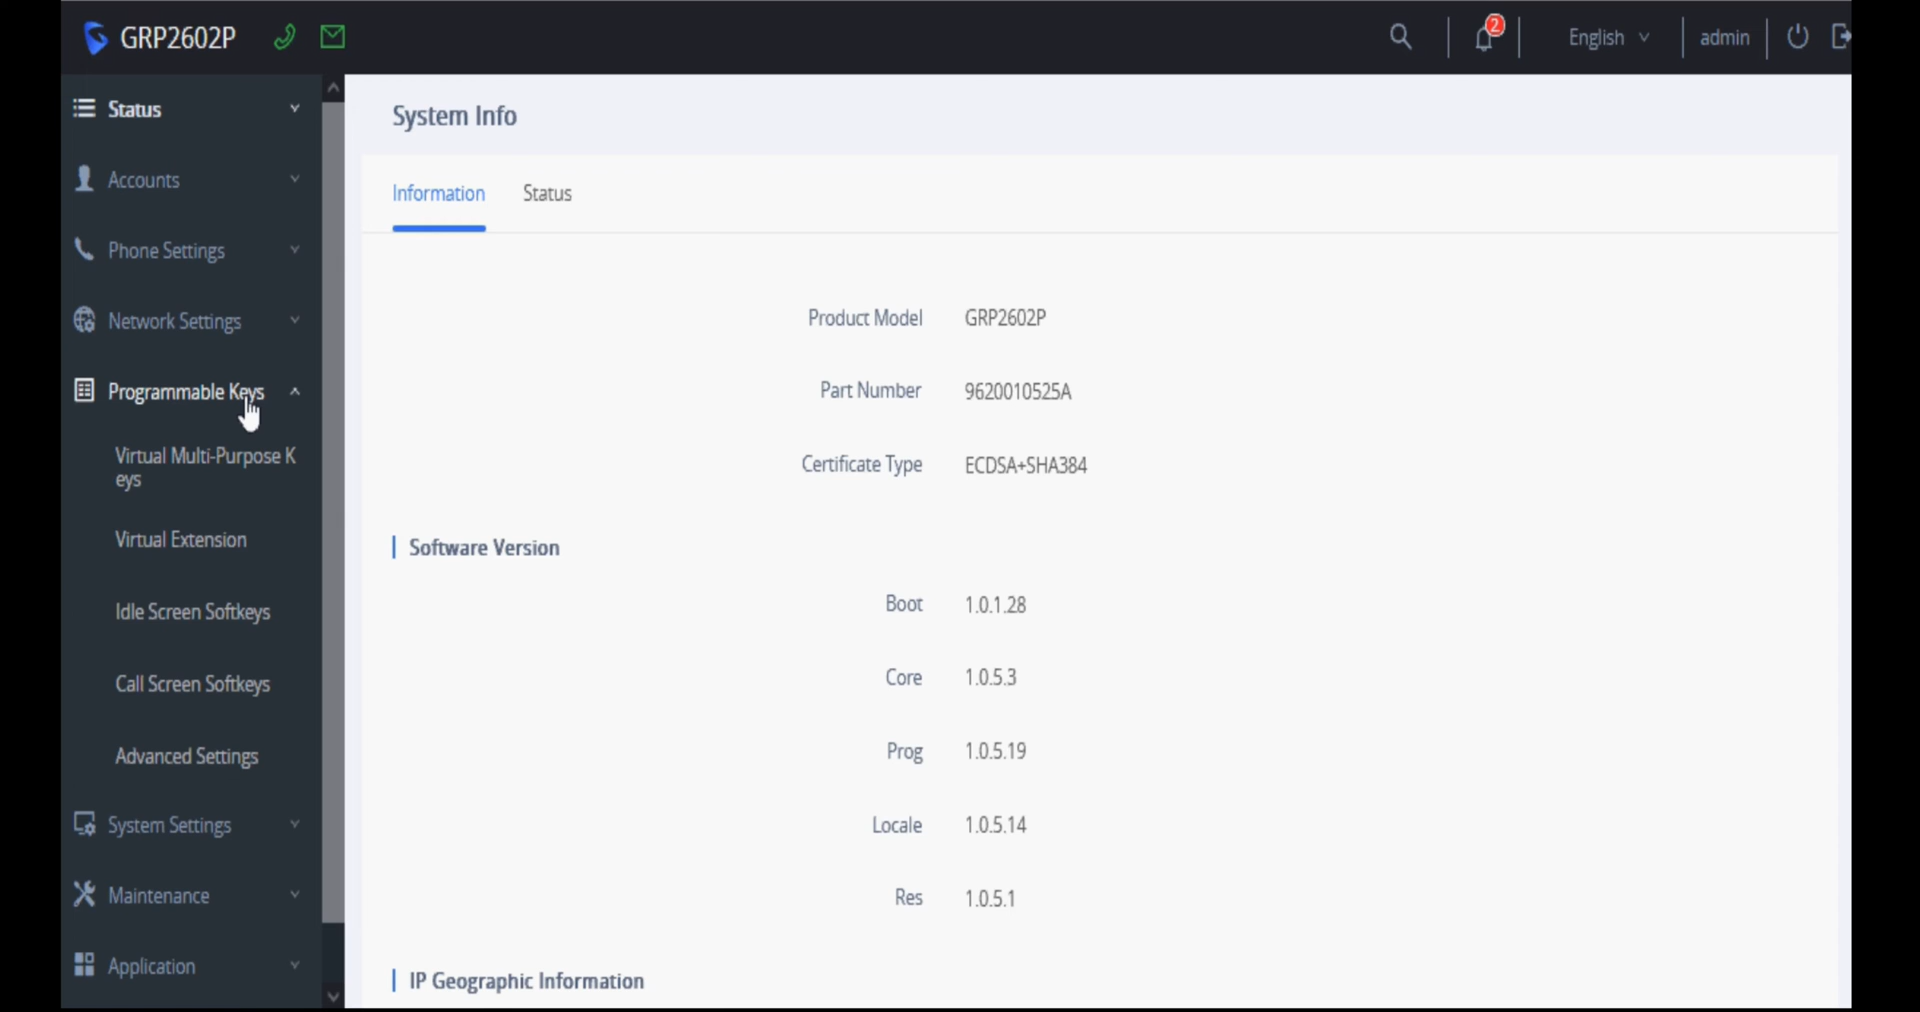 GRP2602P
2
English
admin
Status
Accounts
Phone Settings
Network Settings
Programmable Keys
Virtual Multi-Purpose K
eys
Virtual Extension
Idle Screen Softkeys
Call Screen Softkeys
Advanced Settings
System Settings
Maintenance
Application
System Info
Information Status
Product Model GRP2602P
Part Number 9620010525A
Certificate Type ECDSA+SHA384
Software Version
Boot 1.0.1.28
Core 1.0.5.3
Prog 1.0.5.19
Locale 1.0.5.14
Res 1.0.5.1
IP Geographic Information